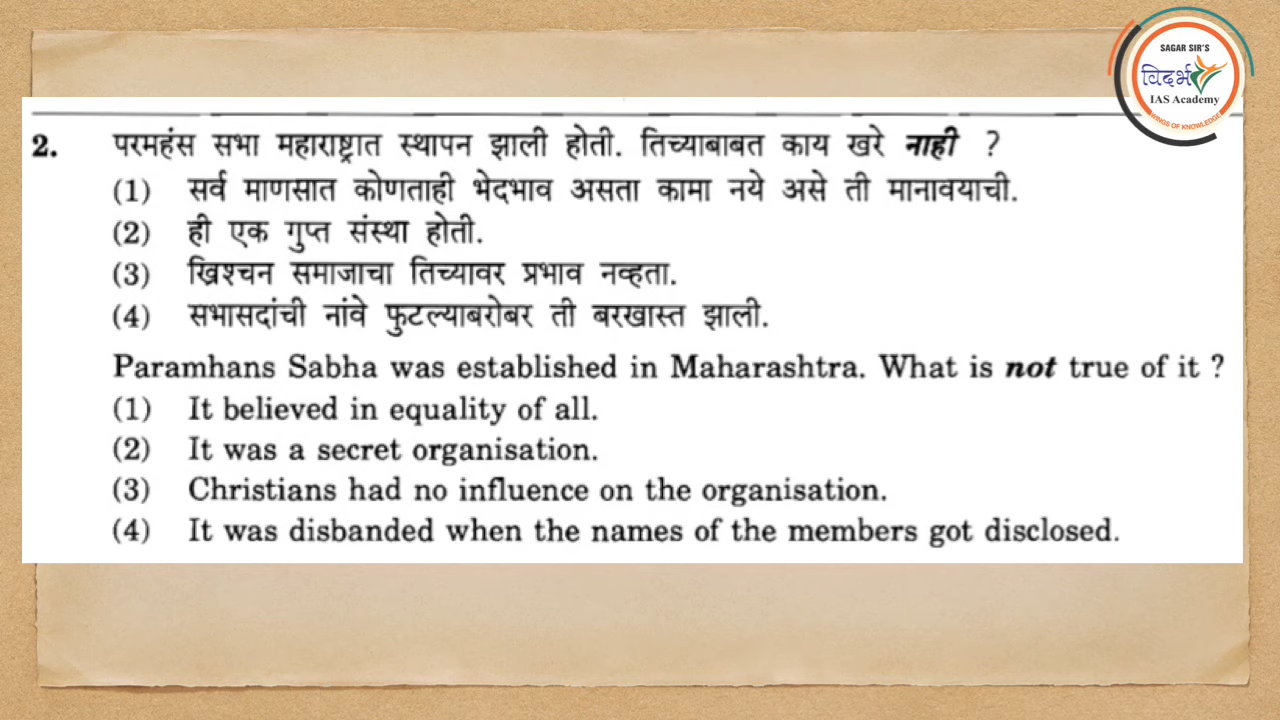 SAGAR SIR'S
विदर्भ
IAS Academy
WINGS OF KNOWLEDGE
2. परमहंस सभा महाराष्ट्रात स्थापन झाली होती. तिच्याबाबत काय खरे नाही ?
(1) सर्व माणसात कोणताही भेदभाव असता कामा नये असे ती मानावयाची.
(2) ही एक गुप्त संस्था होती.
(3) ख्रिश्चन समाजाचा तिच्यावर प्रभाव नव्हता.
(4) सभासदांची नांवे फुटल्याबरोबर ती बरखास्त झाली.
Paramhans Sabha was established in Maharashtra. What is not true of it ?
(1) It believed in equality of all.
(2) It was a secret organisation.
(3) Christians had no influence on the organisation.
(4) It was disbanded when the names of the members got disclosed.